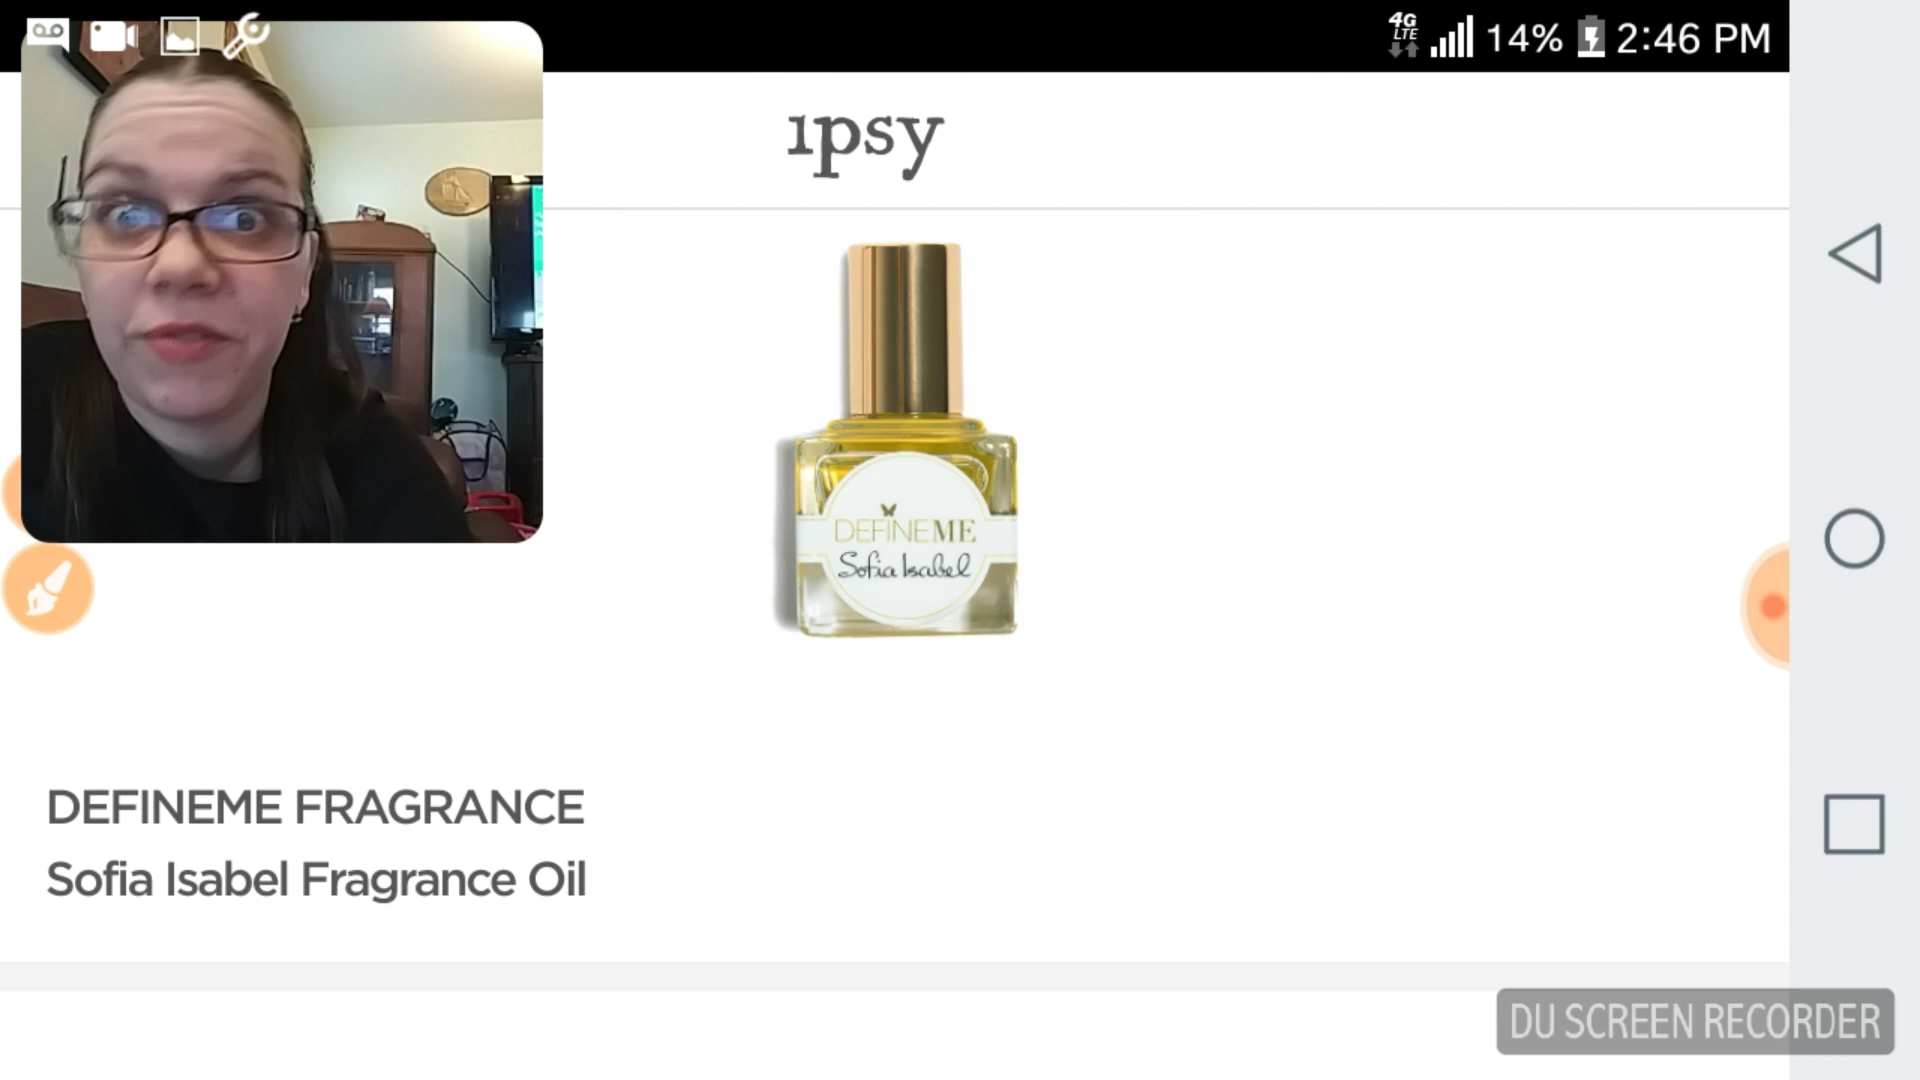 4G
LTE
14%
2:46 PM
ipsy
DEFINEME
Sofia Isabel
DEFINEME FRAGRANCE
Sofia Isabel Fragrance Oil
DU SCREEN RECORDER